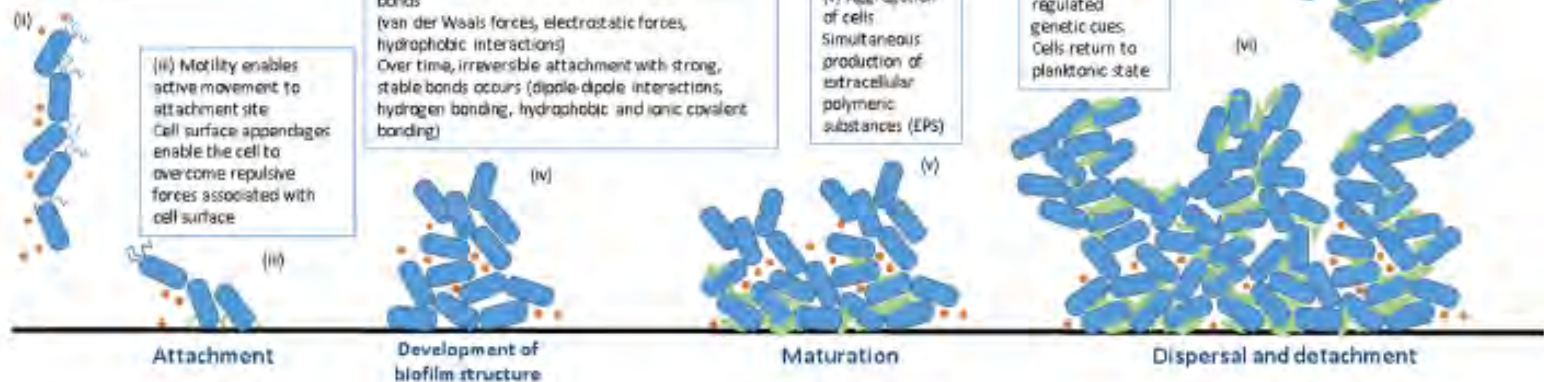 (ii)
(iii) Motility enables
active movement to
attachment site
Cell surface appendages
enable the cell to
overcome repulsive
forces associated with
cell surface
(iii)
bonds
(van der Waals forces, electrostatic forces,
hydrophobic interactions)
Over time, irreversible attachment with strong,
stable bonds occurs (dipole-dipole interactions,
hydrogen bonding, hydrophobic and ionic covalent
bonding)
(iv)
of cells
Simultaneous
production of
extracellular
polymeric
substances (EPS)
(v)
regulated
genetic cues
Cells return to
planktonic state
(vi)
Attachment
Development of
biofilm structure
Maturation
Dispersal and detachment